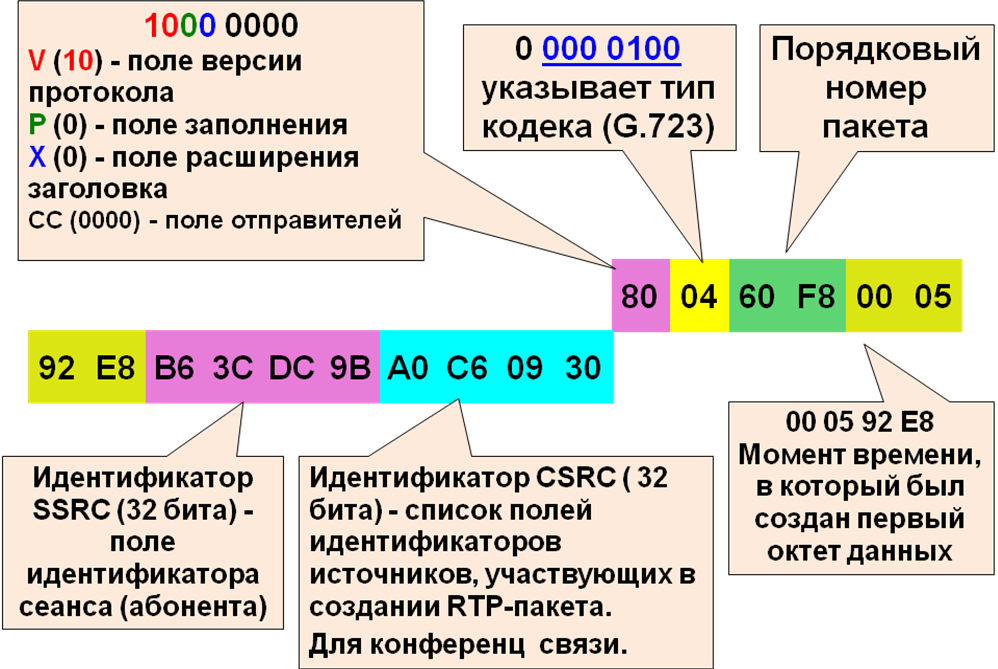 1000 0000
V (10) - поле версии
протокола
P (0) - поле заполнения
X (0) - поле расширения
заголовка
CC (0000) - поле отправителей
0 000 0100
указывает тип
кодека (G.723)
Порядковый
номер
пакета
80 04 60 F8 00 05
92 E8 B6 3C DC 9B A0 C6 09 30
00 05 92 E8
Момент времени,
в который был
создан первый
октет данных
Идентификатор
SSRC (32 бита) -
поле
идентификатора
сеанса (абонента)
Идентификатор CSRC ( 32
бита) - список полей
идентификаторов
источников, участвующих в
создании RTP-пакета.
Для конференц связи.